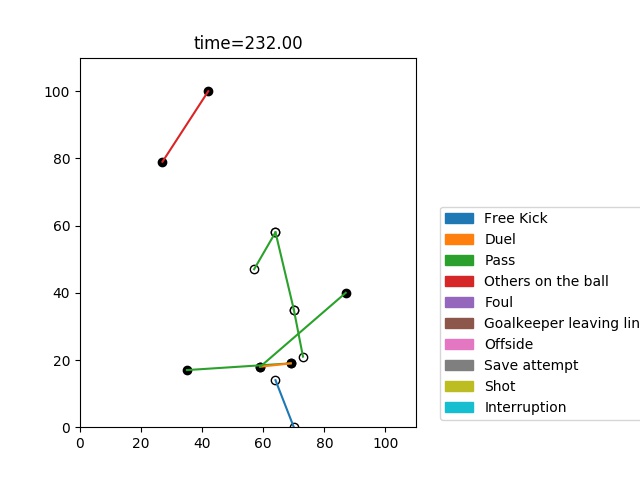 time=232.00
100
80
60
40
20
0
0 20 40 60 80 100
Free Kick
Duel
Pass
Others on the ball
Foul
Goalkeeper leaving lin
Offside
Save attempt
Shot
Interruption